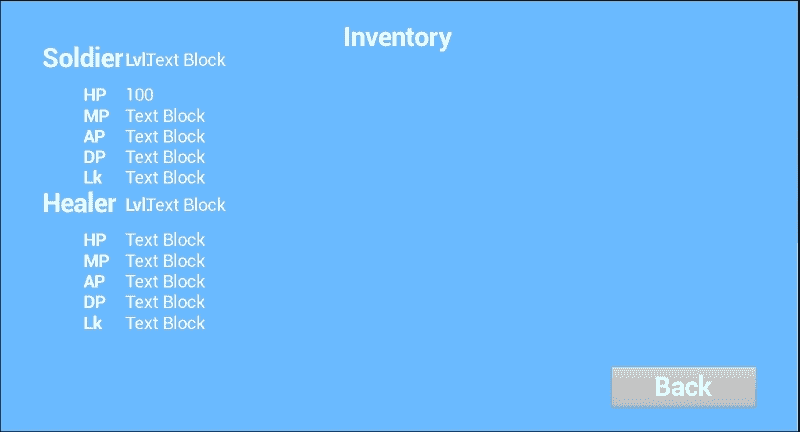 Inventory
Soldier Lvl.Text Block
HP 100
MP Text Block
AP Text Block
DP Text Block
Lk Text Block
Healer Lvl.Text Block
HP Text Block
MP Text Block
AP Text Block
DP Text Block
Lk Text Block
Back